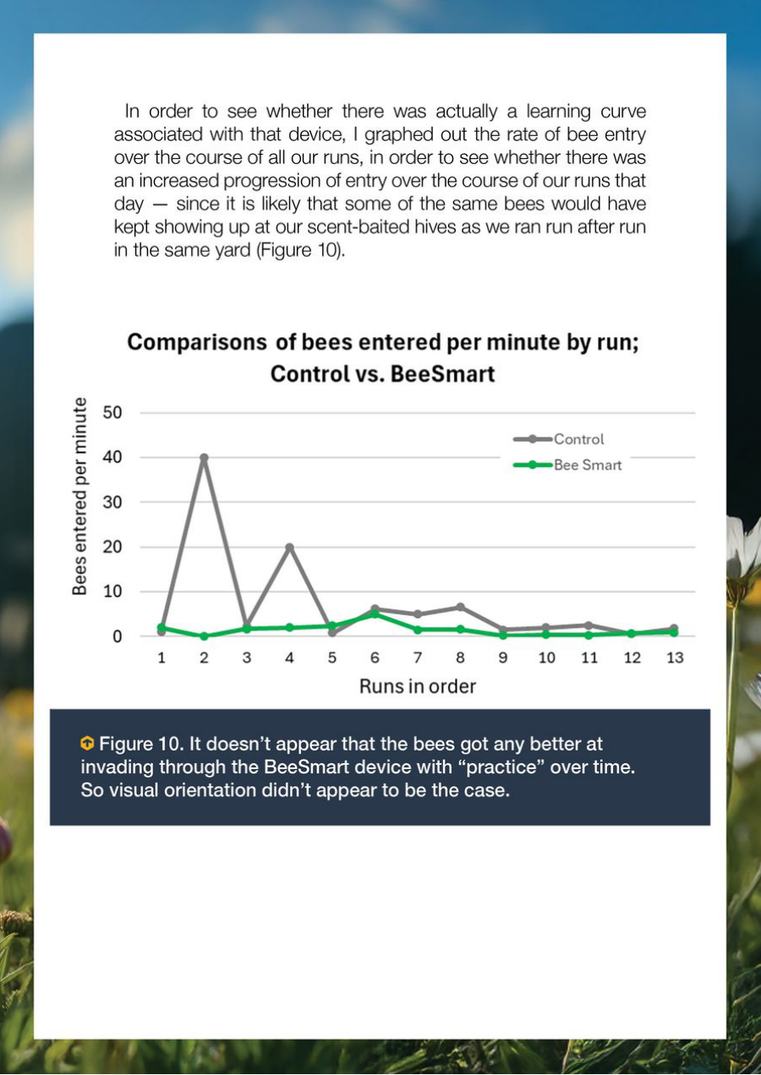 In order to see whether there was actually a learning curve
associated with that device, I graphed out the rate of bee entry
over the course of all our runs, in order to see whether there was
an increased progression of entry over the course of our runs that
day — since it is likely that some of the same bees would have
kept showing up at our scent-baited hives as we ran run after run
in the same yard (Figure 10).
Comparisons of bees entered per minute by run;
Control vs. BeeSmart
Bees entered per minute
50
40
30
20
10
0
Control
Bee Smart
1 2 3 4 5 6 7 8 9 10 11 12 13
Runs in order
Figure 10. It doesn’t appear that the bees got any better at
invading through the BeeSmart device with “practice” over time.
So visual orientation didn’t appear to be the case.